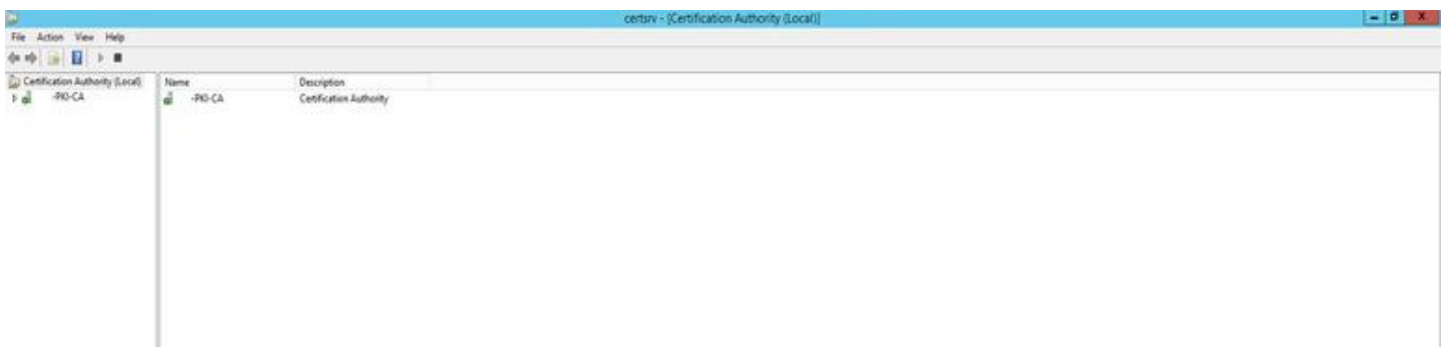 certsrv - [Certification Authority (Local)]
File Action View Help
Certification Authority (Local)
-PKI-CA
Name Description
-PKI-CA Certification Authority